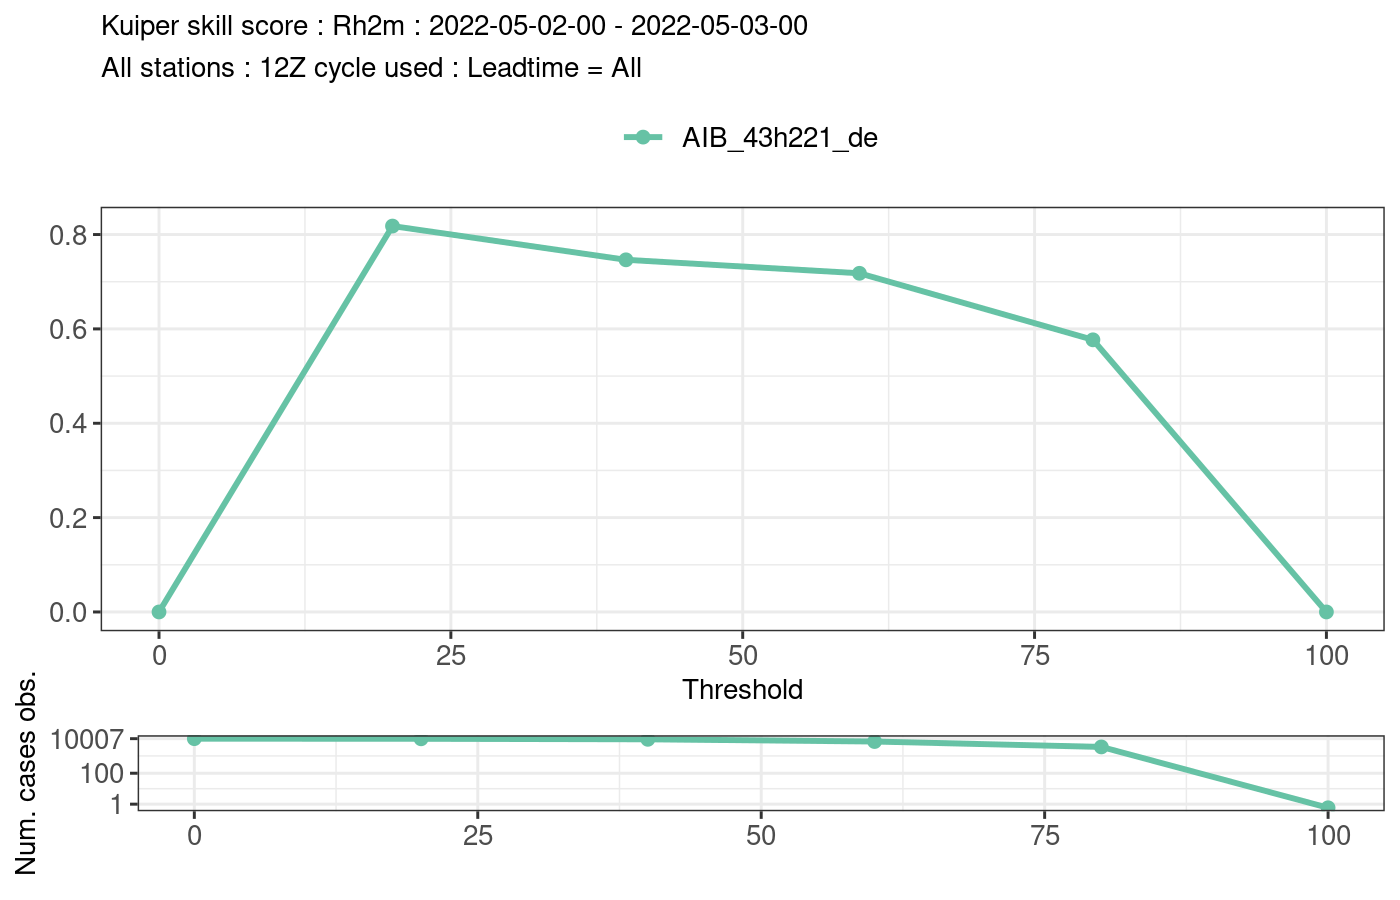 Kuiper skill score : Rh2m : 2022-05-02-00 - 2022-05-03-00
All stations : 12Z cycle used : Leadtime = All
AIB_43h221_de
0.8
0.6
0.4
0.2
0.0
0 25 50 75 100
Threshold
Num. cases obs.
10007
100
1
0 25 50 75 100